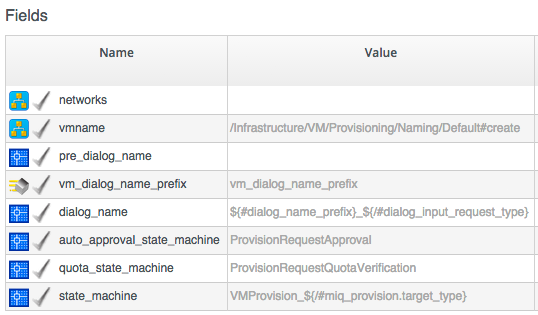 Fields
Name Value
networks
vmname /Infrastructure/VM/Provisioning/Naming/Default#create
pre_dialog_name
vm_dialog_name_prefix vm_dialog_name_prefix
dialog_name ${#dialog_name_prefix}_${/#dialog_input_request_type}
auto_approval_state_machine ProvisionRequestApproval
quota_state_machine ProvisionRequestQuotaVerification
state_machine VMProvision_${/#miq_provision.target_type}